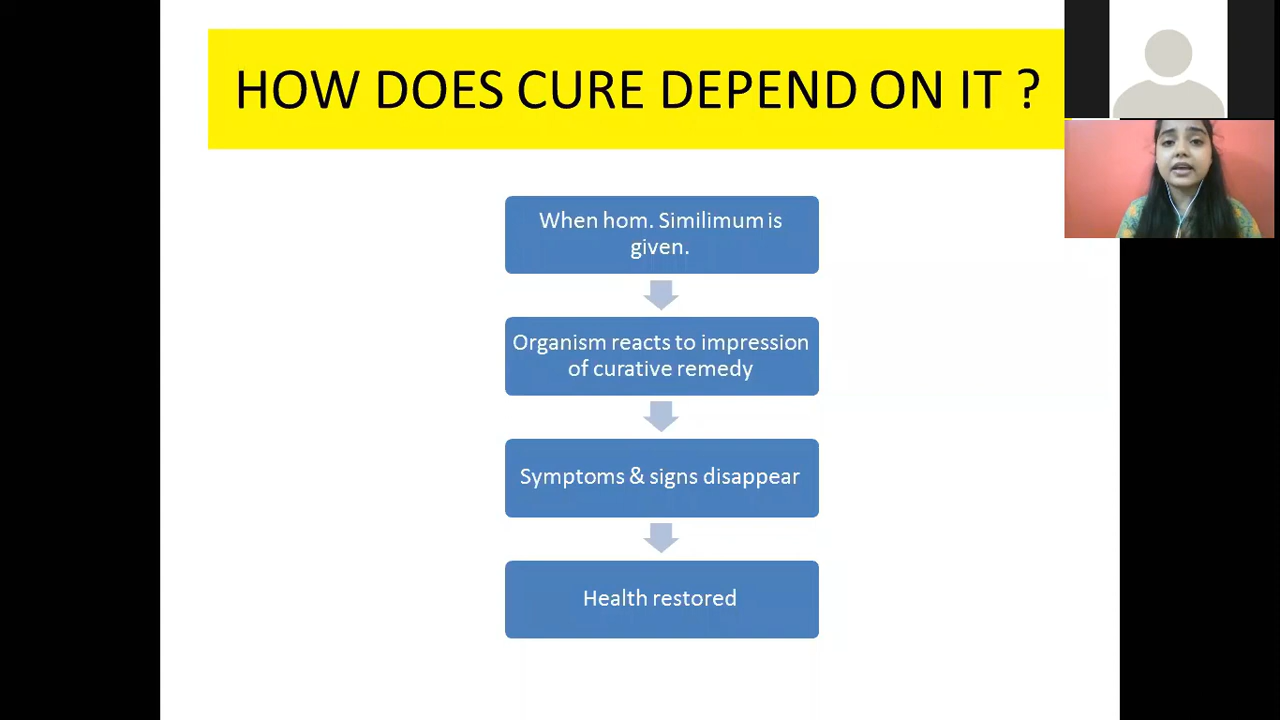 HOW DOES CURE DEPEND ON IT ?
When hom. Similimum is
given.
Organism reacts to impression
of curative remedy
Symptoms & signs disappear
Health restored